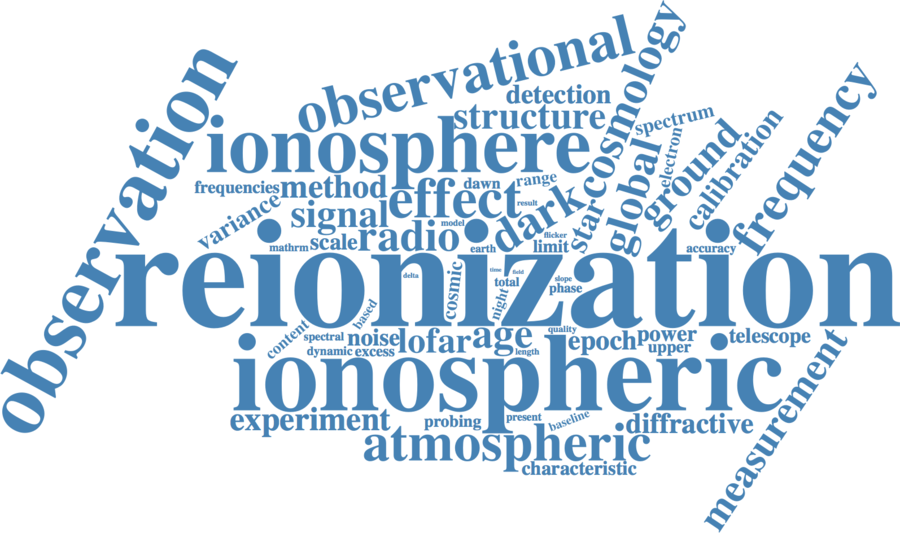 observational
cosmology
detection
structure
observation
ionosphere
spectrum
frequency
electron
global
ground
calibration
frequencies
method
effect
dawn
range
result
dark
star
variance
signal
model
scale
radio
mathrm
earth
flicker
limit
accuracy
reionization
delta
cosmic
time
field
total
night
slope
phase
based
content
spectral
noise
lofar
age
quality
epoch
power
telescope
dynamic
excess
length
upper
ionospheric
measurement
experiment
probing
present
baseline
diffractive
atmospheric
characteristic